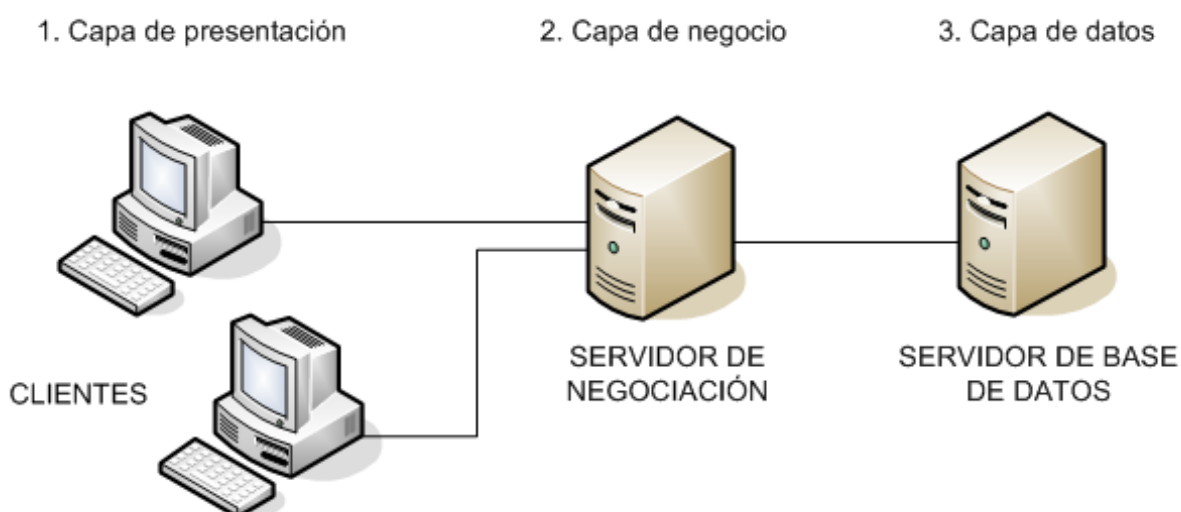 1. Capa de presentación
2. Capa de negocio
3. Capa de datos
SERVIDOR DE
NEGOCIACIÓN
SERVIDOR DE BASE
DE DATOS
CLIENTES